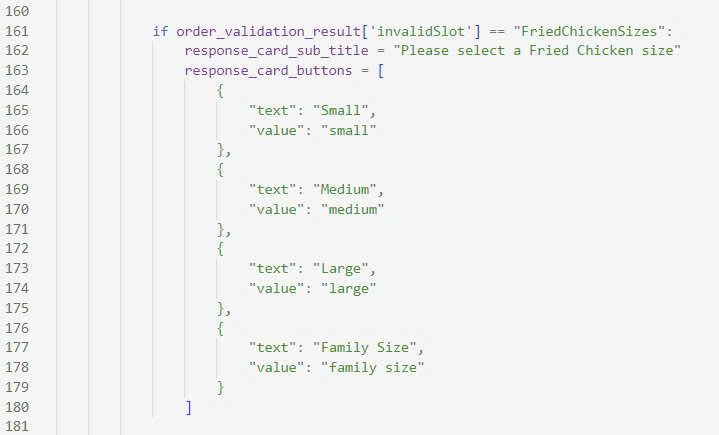 160
161 if order_validation_result['invalidSlot'] == "FriedChickenSizes":
162 response_card_sub_title = "Please select a Fried Chicken size"
163 response_card_buttons = [
164 {
165 "text": "Small",
166 "value": "small"
167 },
168 {
169 "text": "Medium",
170 "value": "medium"
171 },
172 {
173 "text": "Large",
174 "value": "large"
175 },
176 {
177 "text": "Family Size",
178 "value": "family size"
179 }
180 ]
181